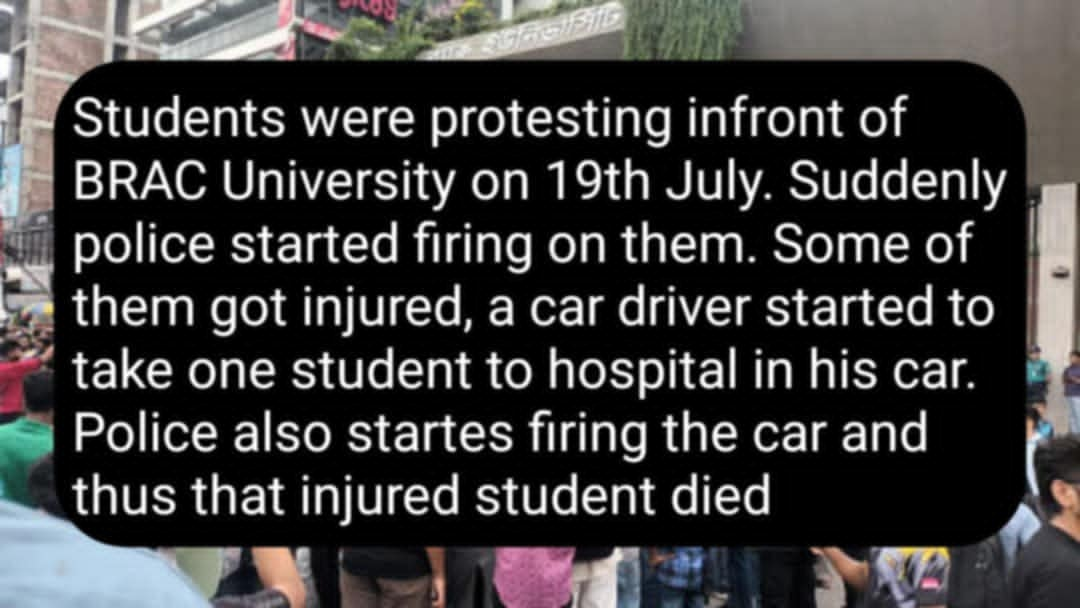 Students were protesting infront of
BRAC University on 19th July. Suddenly
police started firing on them. Some of
them got injured, a car driver started to
take one student to hospital in his car.
Police also startes firing the car and
thus that injured student died